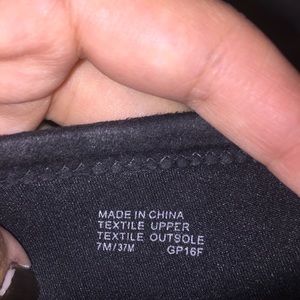 MADE IN CHINA
TEXTILE UPPER
TEXTILE OUTSOLE
7M/37M GP16F